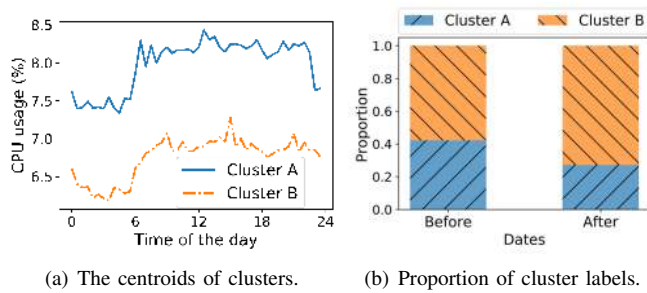 CPU usage (%)
8.5
8.0
7.5
7.0
6.5
Cluster A
Cluster B
0 6 12 18 24
Time of the day
(a) The centroids of clusters.
Cluster A Cluster B
Proportion
1.0
0.8
0.6
0.4
0.2
0.0
Before After
Dates
(b) Proportion of cluster labels.